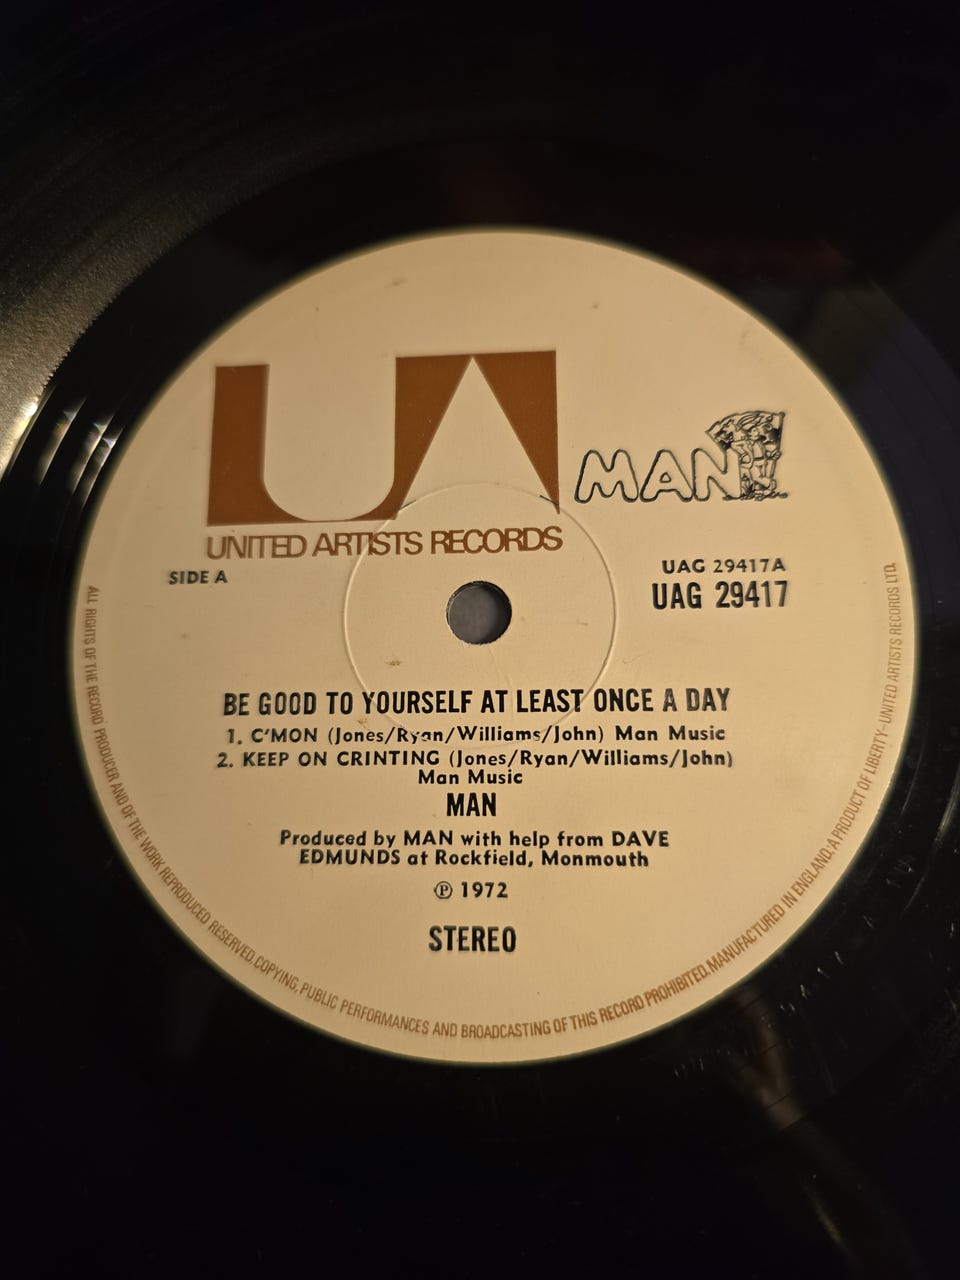 UA
MAN
UNITED ARTISTS RECORDS
SIDE A
UAG 29417A
UAG 29417
BE GOOD TO YOURSELF AT LEAST ONCE A DAY
1. C'MON (Jones/Ryan/Williams/John) Man Music
2. KEEP ON CRINTING (Jones/Ryan/Williams/John)
Man Music
MAN
Produced by MAN with help from DAVE
EDMUNDS at Rockfield, Monmouth
Ⓟ 1972
STEREO
ALL RIGHTS OF THE RECORD PRODUCER AND OF THE WORK REPRODUCED RESERVED. COPYING, PUBLIC PERFORMANCES AND BROADCASTING OF THIS RECORD PROHIBITED. MANUFACTURED IN ENGLAND. A PRODUCT OF LIBERTY-UNITED ARTISTS RECORDS LTD.